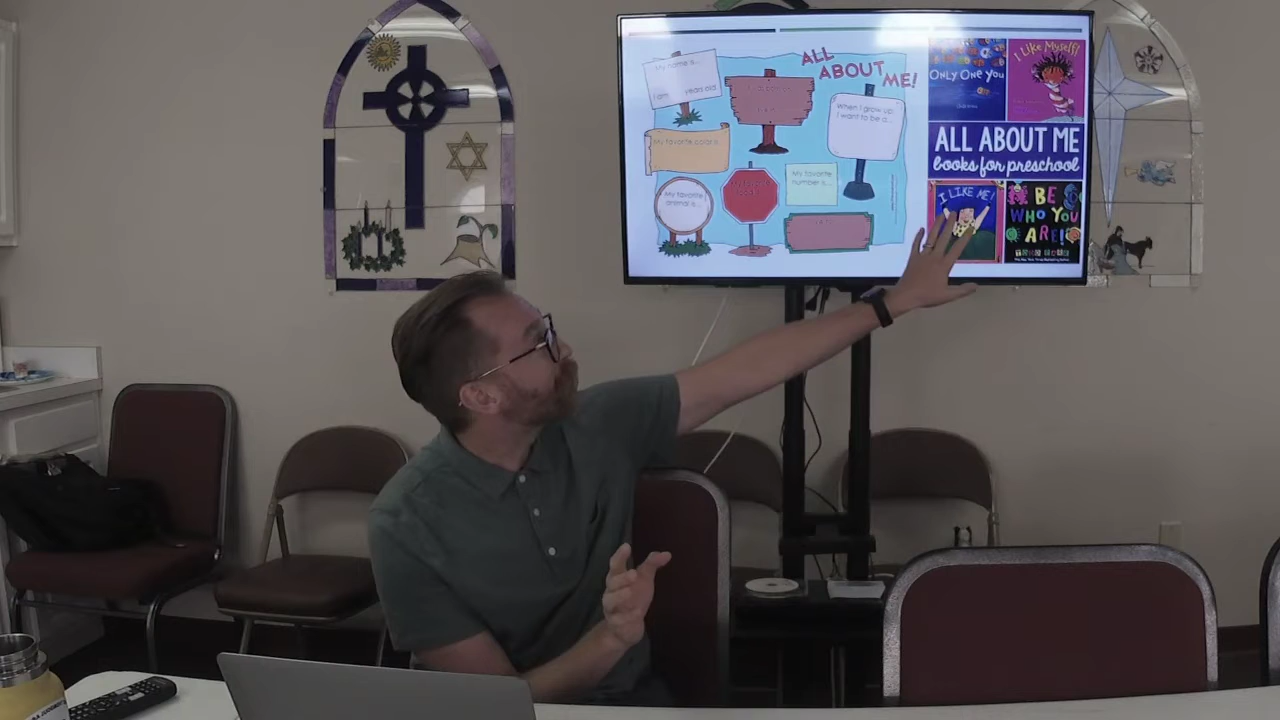 My name is...
I am years old
ALL
ABOUT
ME!
When I grow up
I want to be a...
My favorite color is...
My favorite
number is...
My favorite
animal is...
ONLY ONE YOU
I Like Myself!
ALL ABOUT ME
books for preschool
I LIKE ME!
BE
WHO YOU
ARE!
TODD PARR